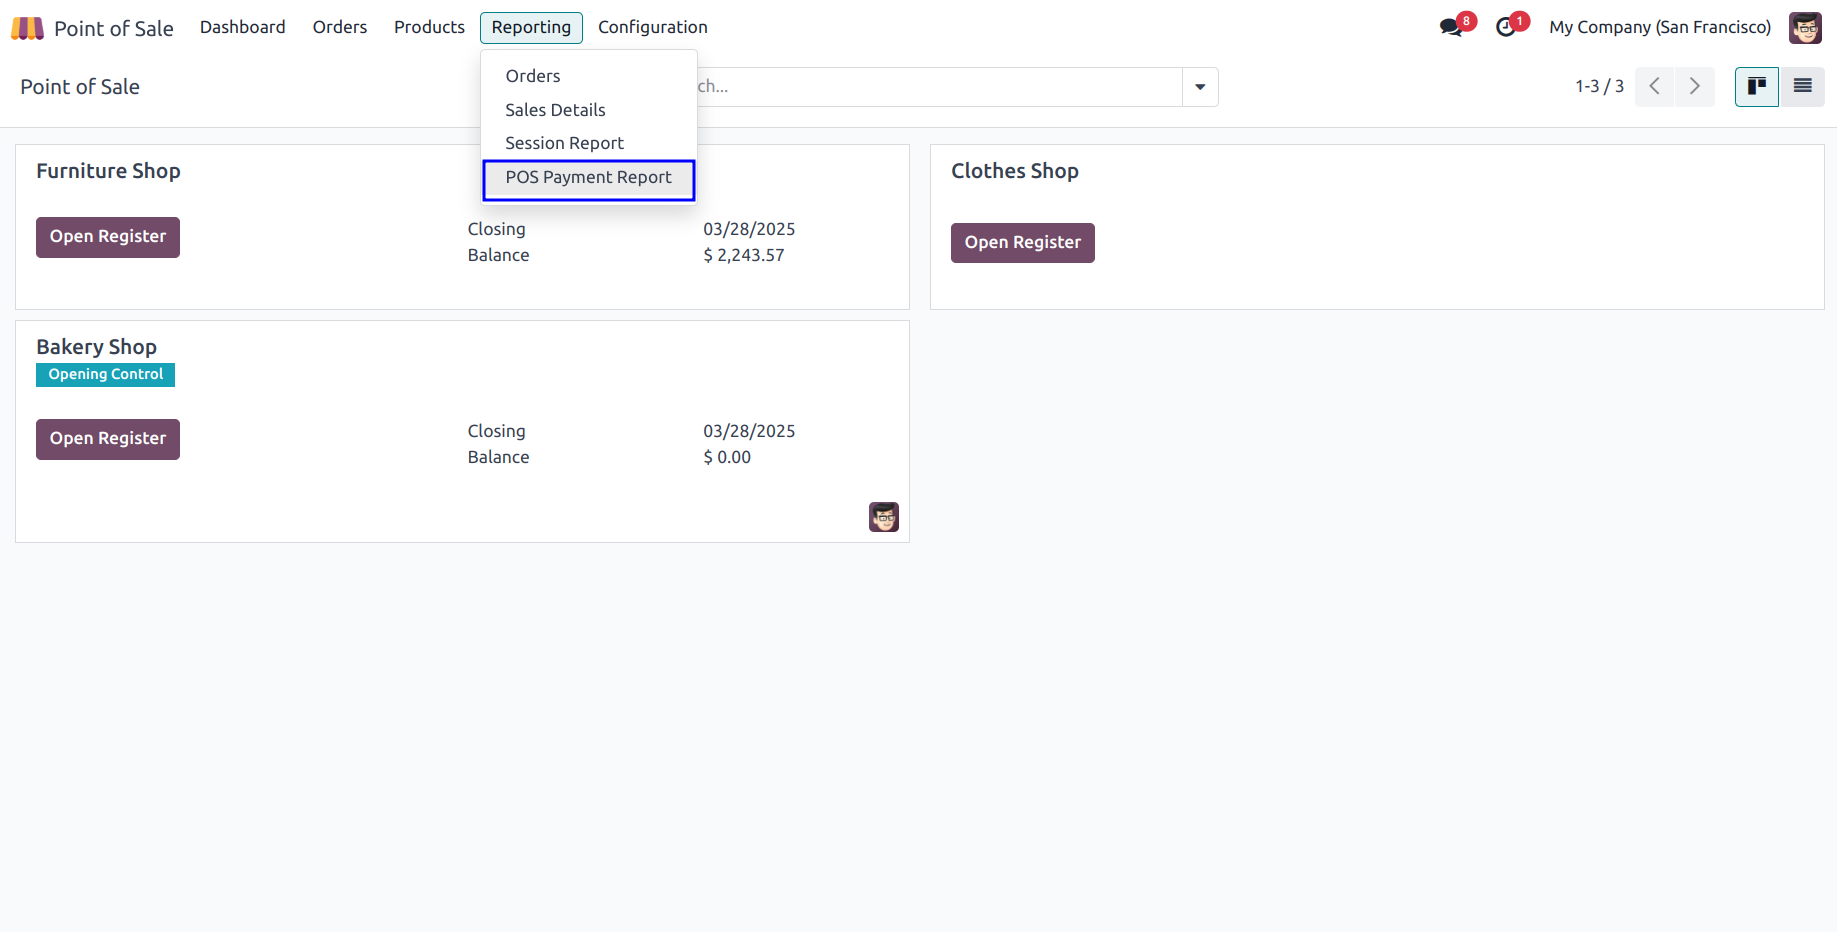 Point of Sale
Dashboard
Orders
Products
Reporting
Configuration
8
1
My Company (San Francisco)
Point of Sale
ch...
1-3 / 3
Orders
Sales Details
Session Report
POS Payment Report
Furniture Shop
Open Register
Closing 03/28/2025
Balance $ 2,243.57
Clothes Shop
Open Register
Bakery Shop
Opening Control
Open Register
Closing 03/28/2025
Balance $ 0.00